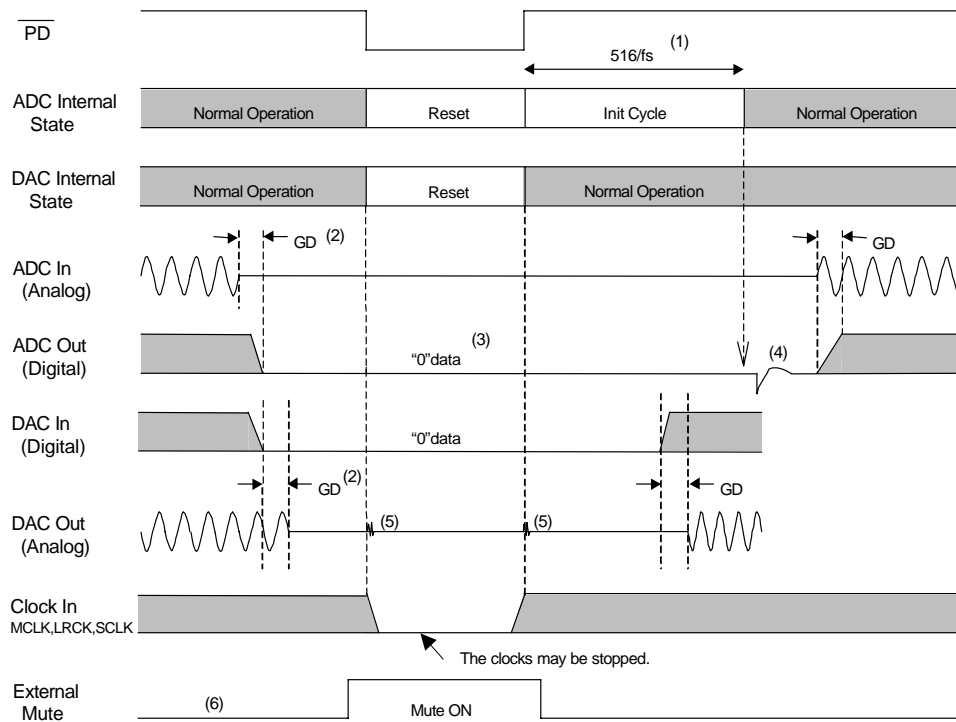 PD
516/fs (1)
ADC Internal
State
Normal Operation Reset Init Cycle Normal Operation
DAC Internal
State
Normal Operation Reset Normal Operation
GD (2) GD
ADC In
(Analog)
ADC Out
(Digital)
"0"data (3) (4)
DAC In
(Digital)
"0"data
GD (2) GD
DAC Out
(Analog)
(5) (5)
Clock In
MCLK,LRCK,SCLK
The clocks may be stopped.
External
Mute
(6) Mute ON